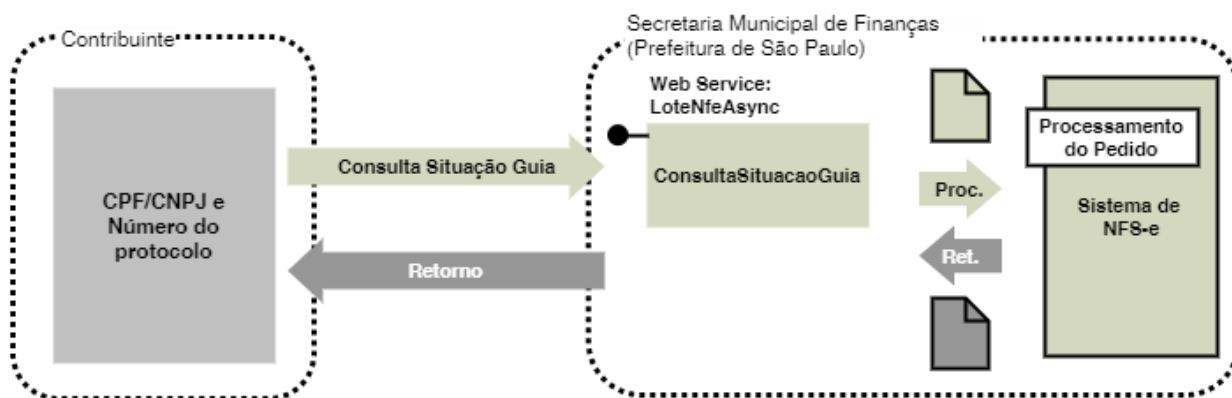 Contribuinte
Secretaria Municipal de Finanças
(Prefeitura de São Paulo)
Web Service:
LoteNfeAsync
CPF/CNPJ e
Número do
protocolo
Consulta Situação Guia
Retorno
ConsultaSituacaoGuia
Proc.
Ret.
Processamento
do Pedido
Sistema de
NFS-e